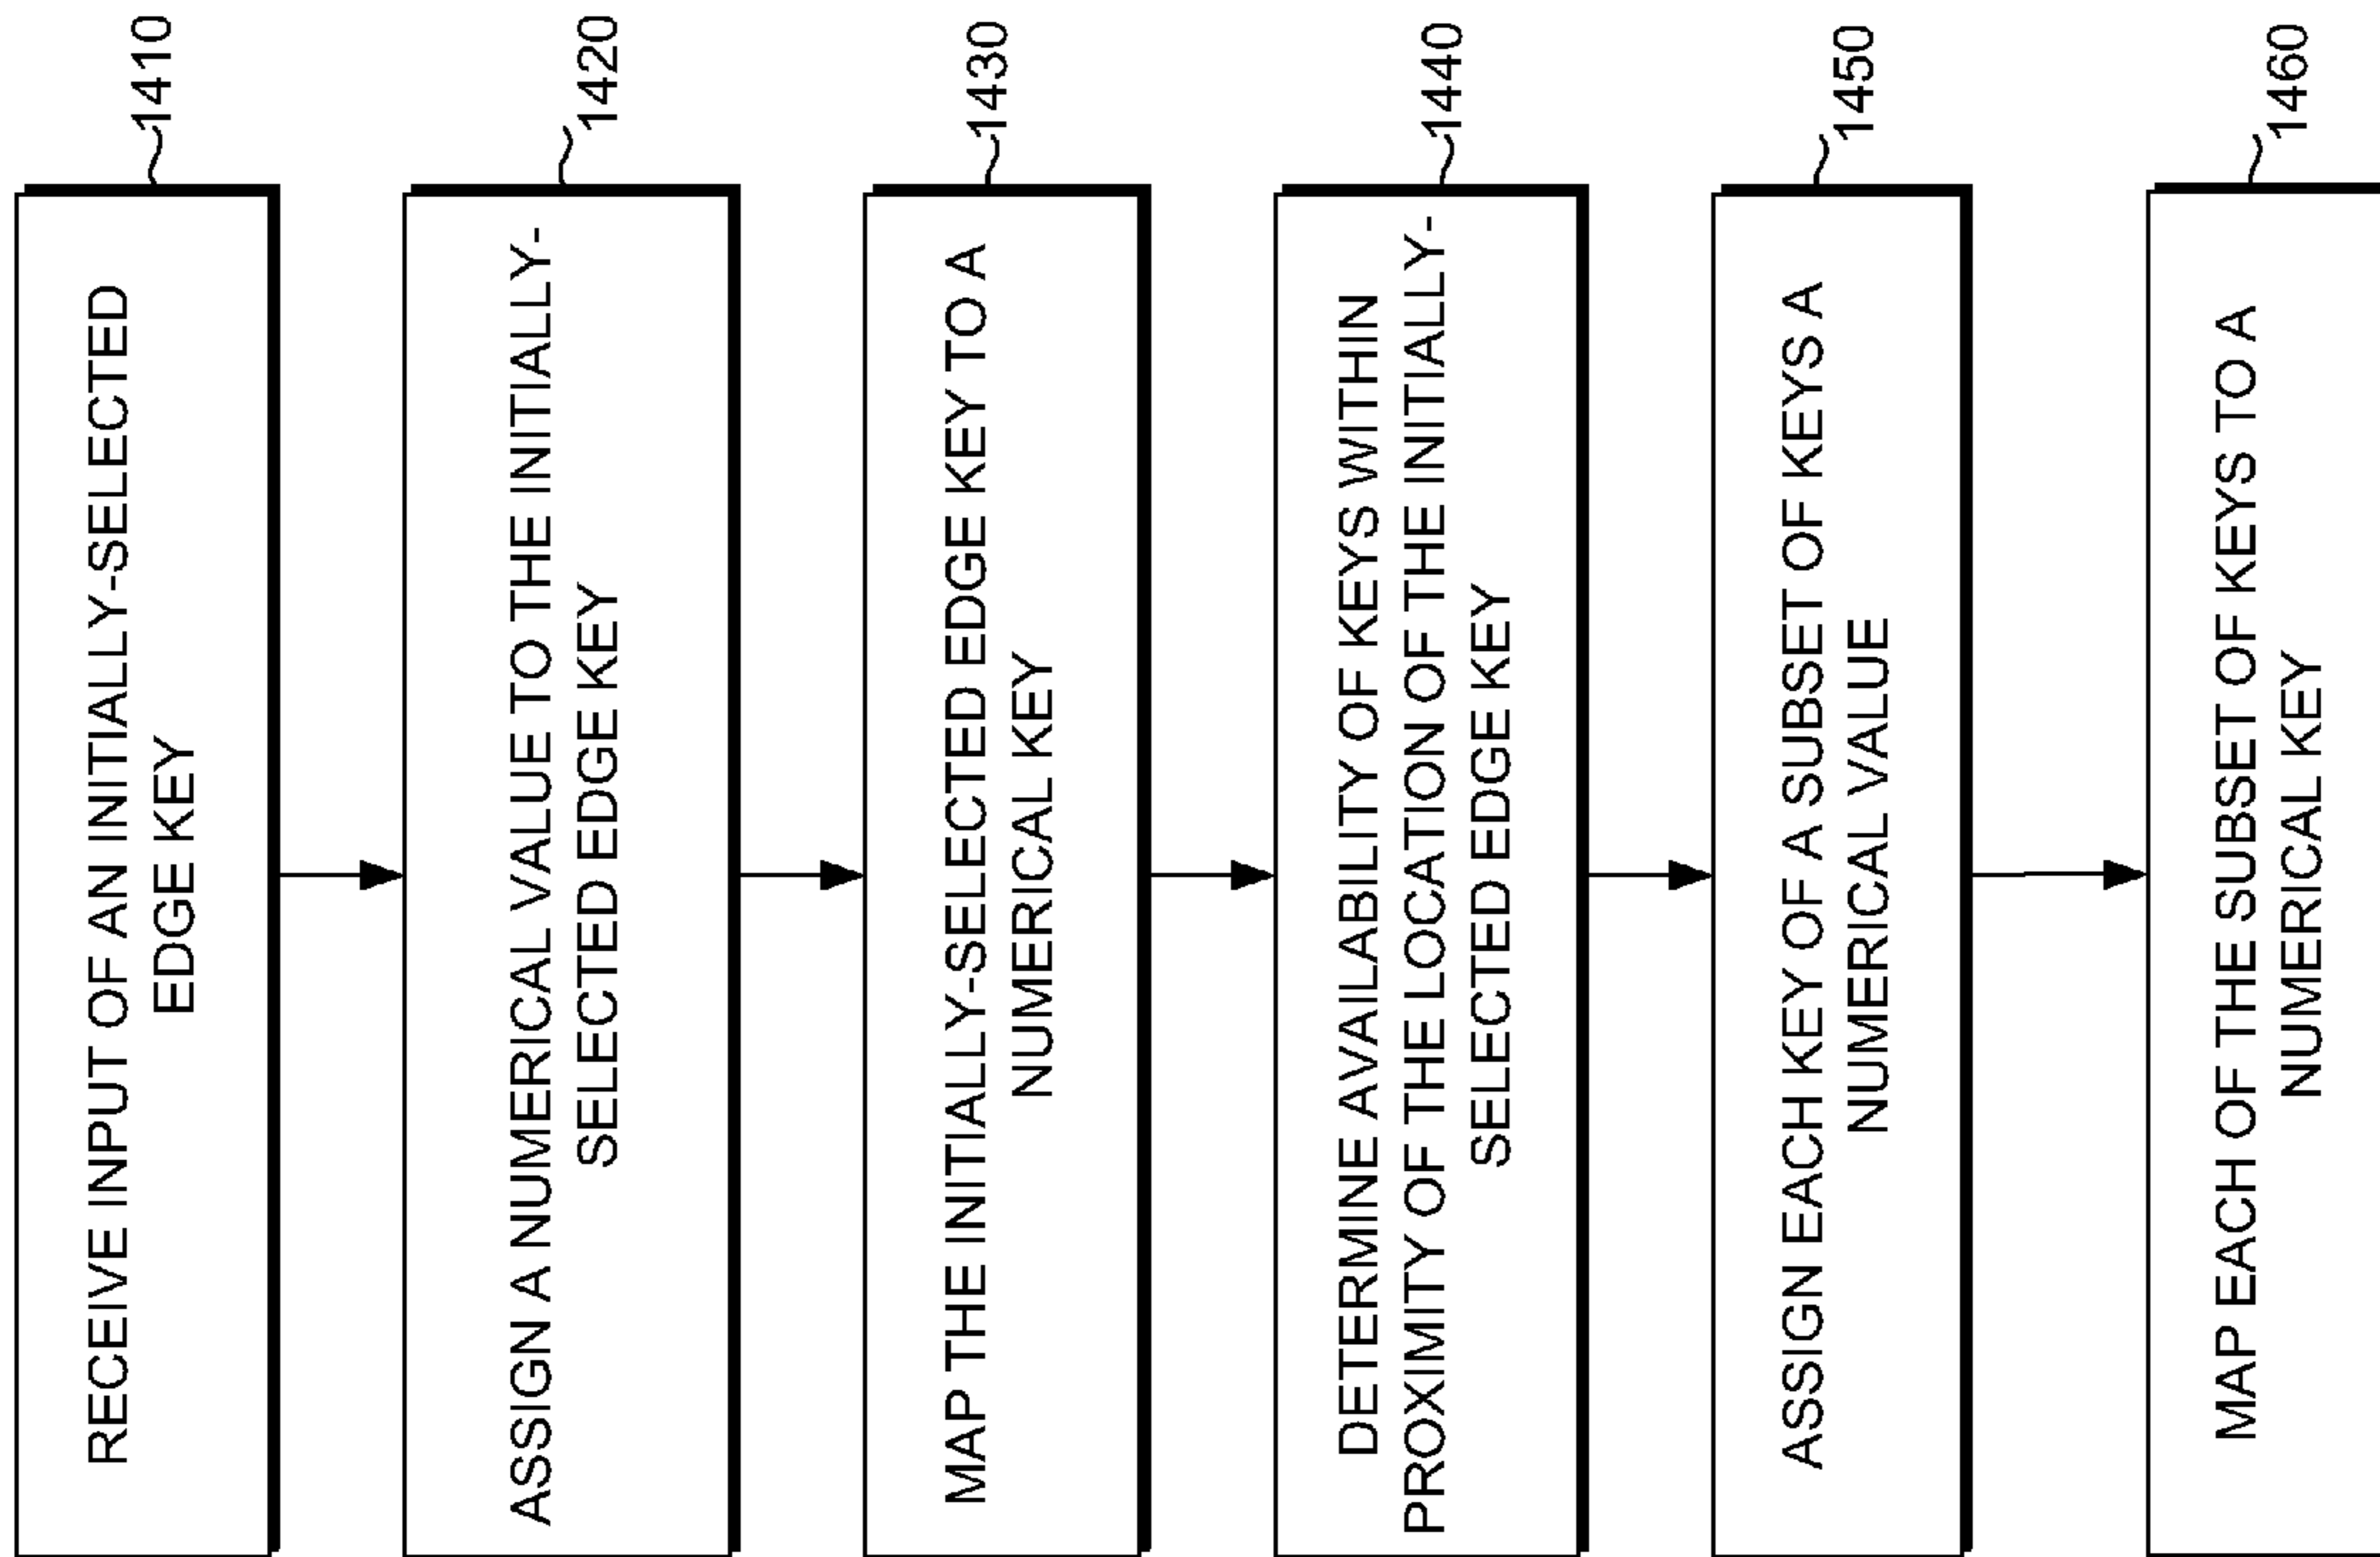 RECEIVE INPUT OF AN INITIALLY-SELECTED
EDGE KEY
1410
ASSIGN A NUMERICAL VALUE TO THE INITIALLY-
SELECTED EDGE KEY
1420
MAP THE INITIALLY-SELECTED EDGE KEY TO A
NUMERICAL KEY
1430
DETERMINE AVAILABILITY OF KEYS WITHIN
PROXIMITY OF THE LOCATION OF THE INITIALLY-
SELECTED EDGE KEY
1440
ASSIGN EACH KEY OF A SUBSET OF KEYS A
NUMERICAL VALUE
1450
MAP EACH OF THE SUBSET OF KEYS TO A
NUMERICAL KEY
1460